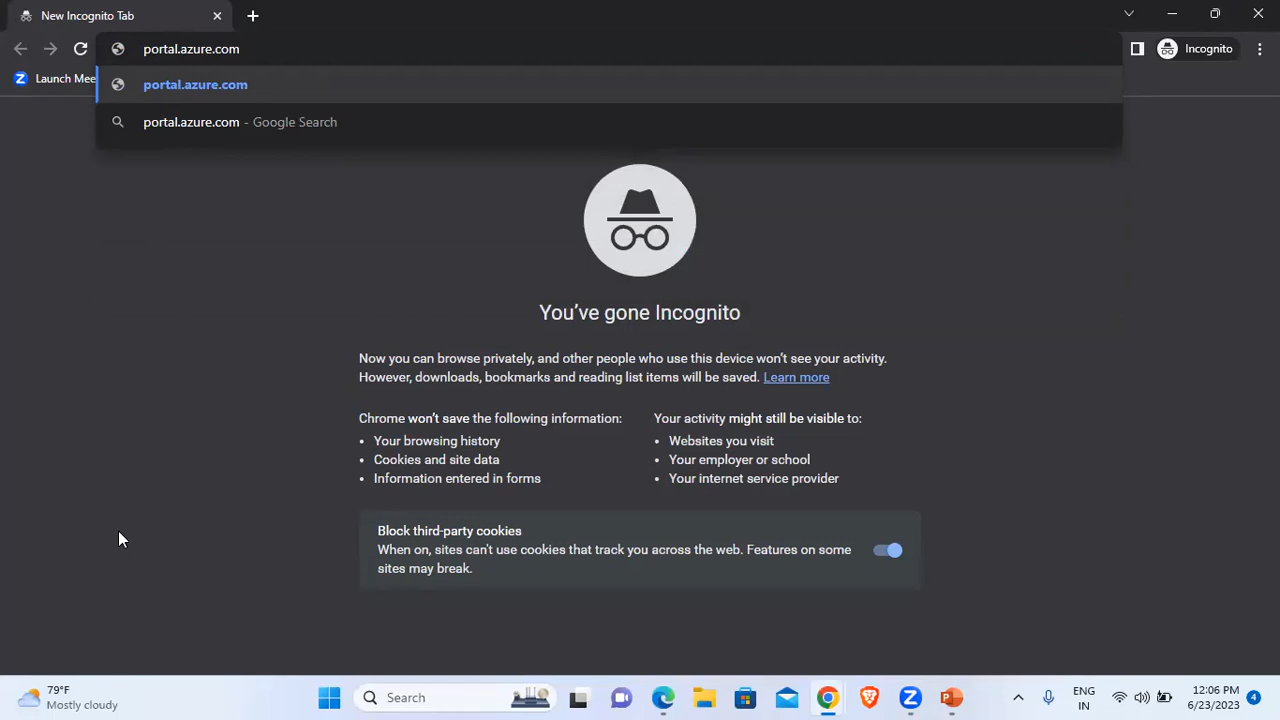 New Incognito Tab
portal.azure.com
Incognito
Launch Mee
portal.azure.com
portal.azure.com - Google Search
You've gone Incognito
Now you can browse privately, and other people who use this device won't see your activity.
However, downloads, bookmarks and reading list items will be saved. Learn more
Chrome won't save the following information:
• Your browsing history
• Cookies and site data
• Information entered in forms
Your activity might still be visible to:
• Websites you visit
• Your employer or school
• Your internet service provider
Block third-party cookies
When on, sites can't use cookies that track you across the web. Features on some
sites may break.
79°F
Mostly cloudy
Search
ENG
IN
12:06 PM
6/23/2023
4